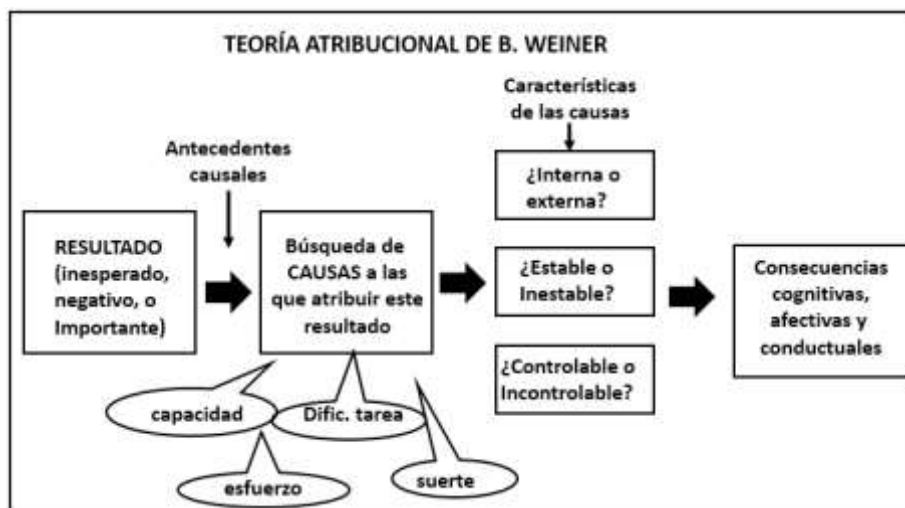 TEORÍA ATRIBUCIONAL DE B. WEINER
Características
de las causas
Antecedentes
causales
RESULTADO
(inesperado,
negativo, o
Importante)
Búsqueda de
CAUSAS a las
que atribuir este
resultado
¿Interna o
externa?
¿Estable o
Inestable?
¿Controlable o
Incontrolable?
Consecuencias
cognitivas,
afectivas y
conductuales
capacidad
Dific. tarea
esfuerzo
suerte